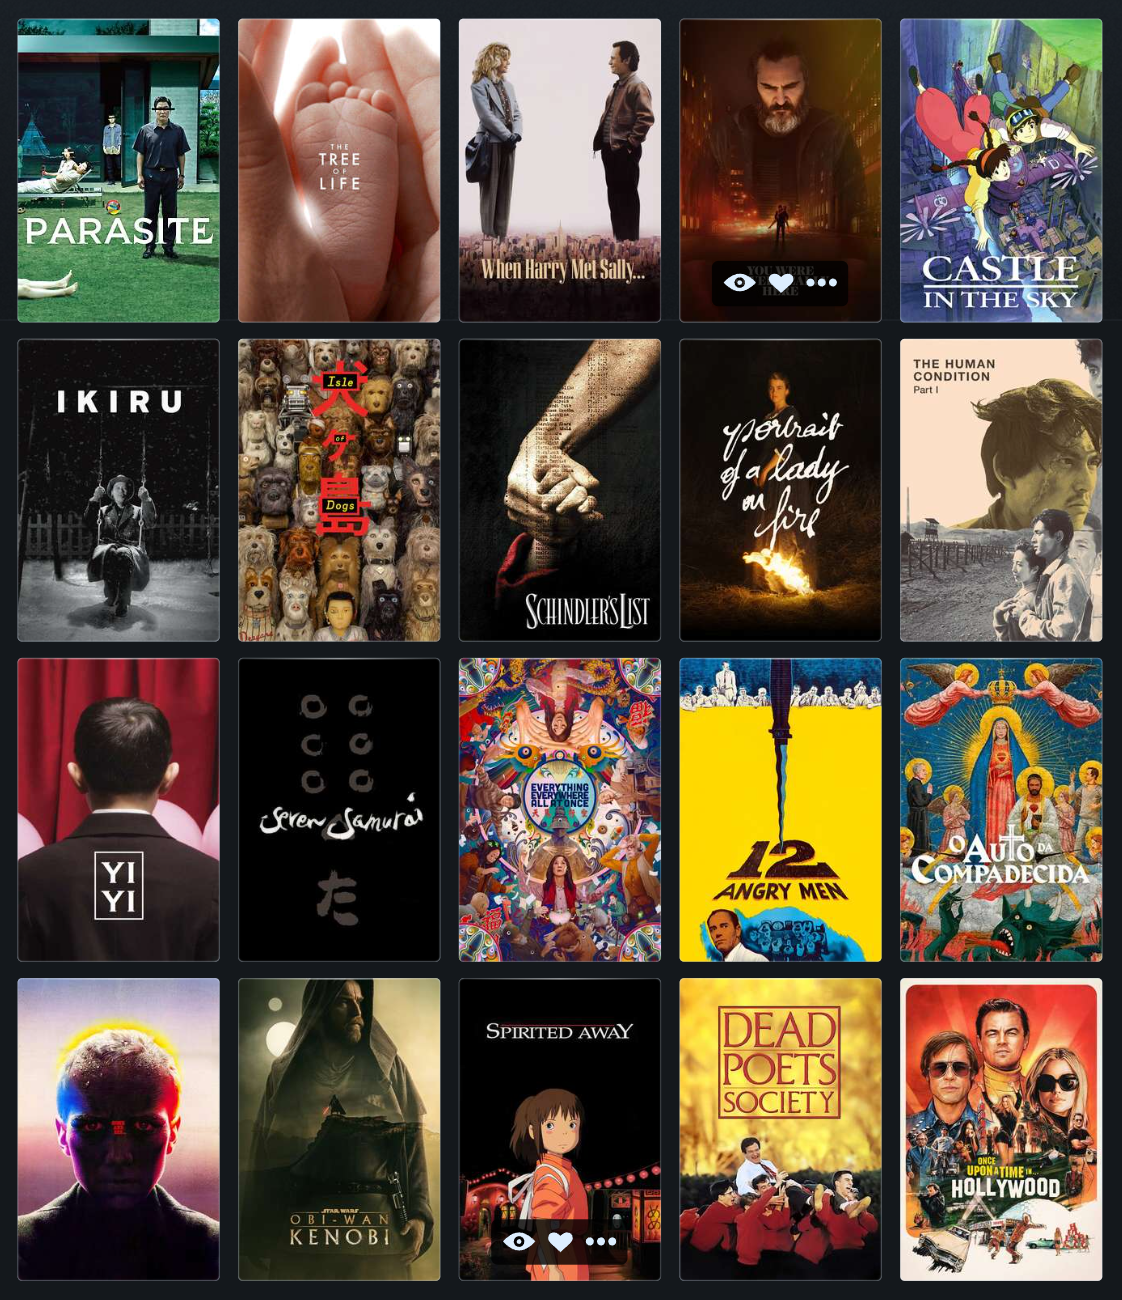 PARASITE
THE
TREE
OF
LIFE
When Harry Met Sally...
YOU WERE
HERE
CASTLE
IN THE SKY
IKIRU
犬
Isle
of
ヶ
島
Dogs
SCHINDLER'S LIST
portrait
of a lady
on
fire
THE HUMAN
CONDITION
Part I
YI
YI
Seven Samurai
た
EVERYTHING
EVERYWHERE
ALL AT ONCE
福
12
ANGRY MEN
O AUTO DA
COMPADECIDA
STAR WARS
OBI-WAN
KENOBI
SPIRITED AWAY
DEAD
POETS
SOCIETY
ONCE
UPON A TIME IN...
HOLLYWOOD